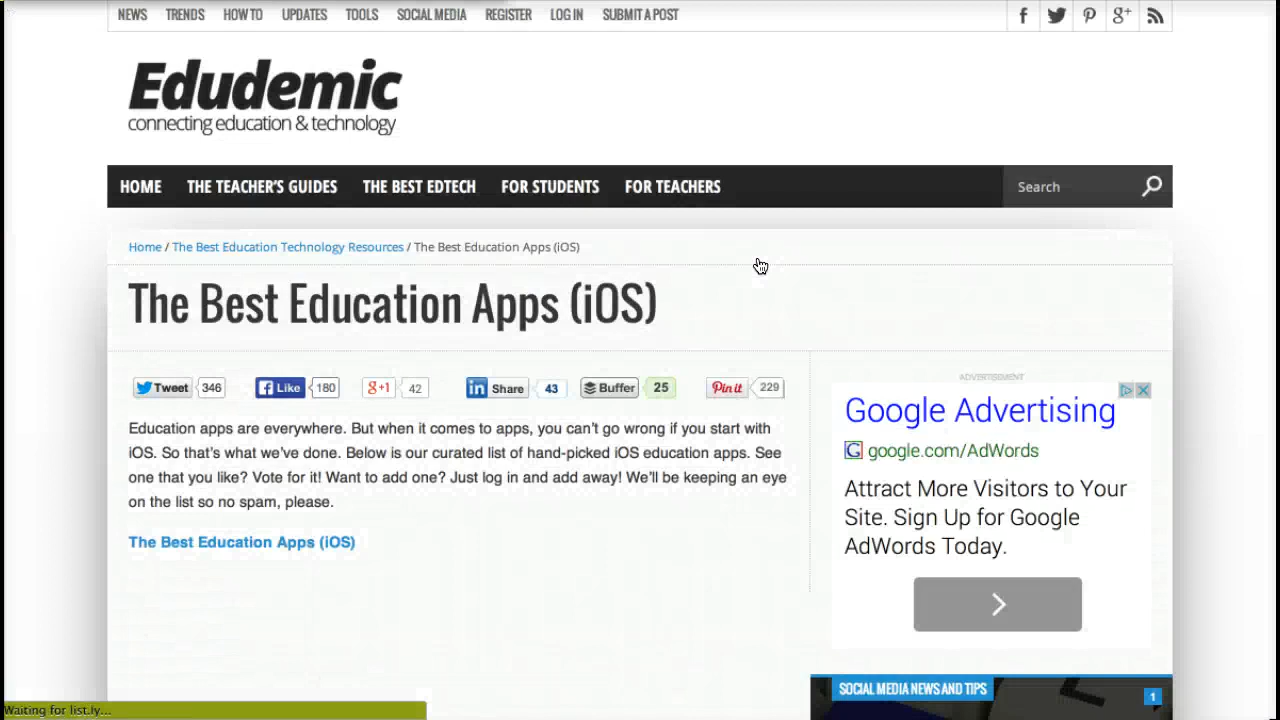 NEWS TRENDS HOW TO UPDATES TOOLS SOCIAL MEDIA REGISTER LOG IN SUBMIT A POST
Edudemic
connecting education & technology
HOME THE TEACHER'S GUIDES THE BEST EDTECH FOR STUDENTS FOR TEACHERS Search
Home / The Best Education Technology Resources / The Best Education Apps (iOS)
The Best Education Apps (iOS)
Tweet 346 Like 180 g+1 42 in Share 43 Buffer 25 Pin it 229
Education apps are everywhere. But when it comes to apps, you can't go wrong if you start with
iOS. So that's what we've done. Below is our curated list of hand-picked iOS education apps. See
one that you like? Vote for it! Want to add one? Just log in and add away! We'll be keeping an eye
on the list so no spam, please.
The Best Education Apps (iOS)
ADVERTISEMENT
Google Advertising
google.com/AdWords
Attract More Visitors to Your
Site. Sign Up for Google
AdWords Today.
SOCIAL MEDIA NEWS AND TIPS
1
Waiting for list.ly...